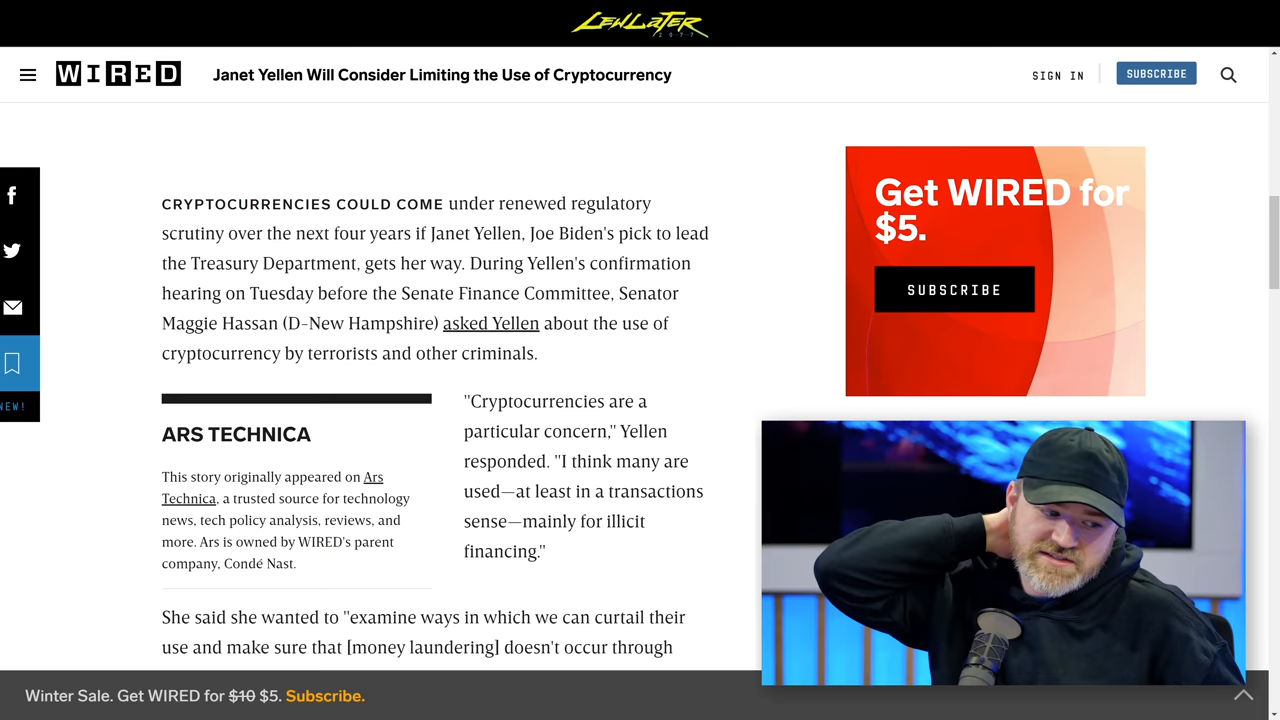 LEWLATER
2077
WIRED
Janet Yellen Will Consider Limiting the Use of Cryptocurrency
SIGN IN
SUBSCRIBE
Get WIRED for
$5.
SUBSCRIBE
CRYPTOCURRENCIES COULD COME under renewed regulatory
scrutiny over the next four years if Janet Yellen, Joe Biden's pick to lead
the Treasury Department, gets her way. During Yellen's confirmation
hearing on Tuesday before the Senate Finance Committee, Senator
Maggie Hassan (D-New Hampshire) asked Yellen about the use of
cryptocurrency by terrorists and other criminals.
NEW!
ARS TECHNICA
This story originally appeared on Ars
Technica, a trusted source for technology
news, tech policy analysis, reviews, and
more. Ars is owned by WIRED's parent
company, Condé Nast.
"Cryptocurrencies are a
particular concern," Yellen
responded. "I think many are
used—at least in a transactions
sense—mainly for illicit
financing."
She said she wanted to "examine ways in which we can curtail their
use and make sure that [money laundering] doesn't occur through
Winter Sale. Get WIRED for $10 $5. Subscribe.